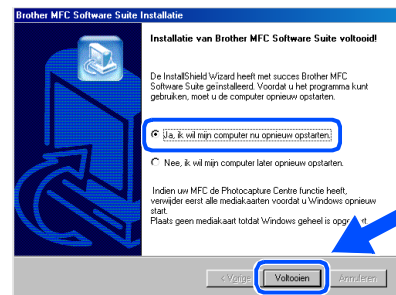 Brother MFC Software Suite Installatie
Installatie van Brother MFC Software Suite voltooid!
De InstallShield Wizard heeft met succes Brother MFC
Software Suite geïnstalleerd. Voordat u het programma kunt
gebruiken, moet u de computer opnieuw opstarten.
Ja, ik wil mijn computer nu opnieuw opstarten.
Nee, ik wil mijn computer later opnieuw opstarten.
Indien uw MFC de Photocapture Centre functie heeft,
verwijder eerst alle mediakaarten voordat u Windows opnieuw
start.
Plaats geen mediakaart totdat Windows geheel is
< Vorige Voltooien Annuleren